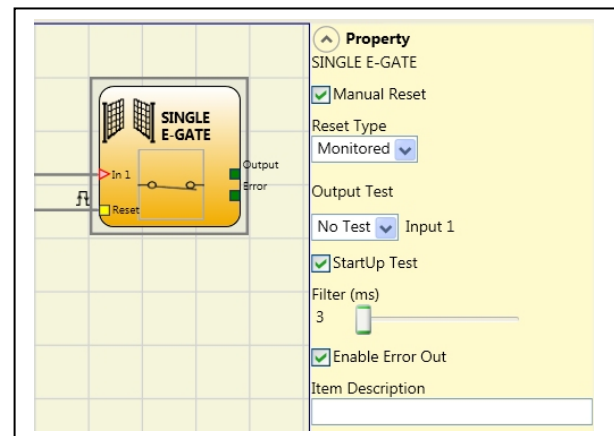 SINGLE
E-GATE
In 1
Reset
Output
Error
Property
SINGLE E-GATE
Manual Reset
Reset Type
Monitored
Output Test
No Test Input 1
StartUp Test
Filter (ms)
3
Enable Error Out
Item Description